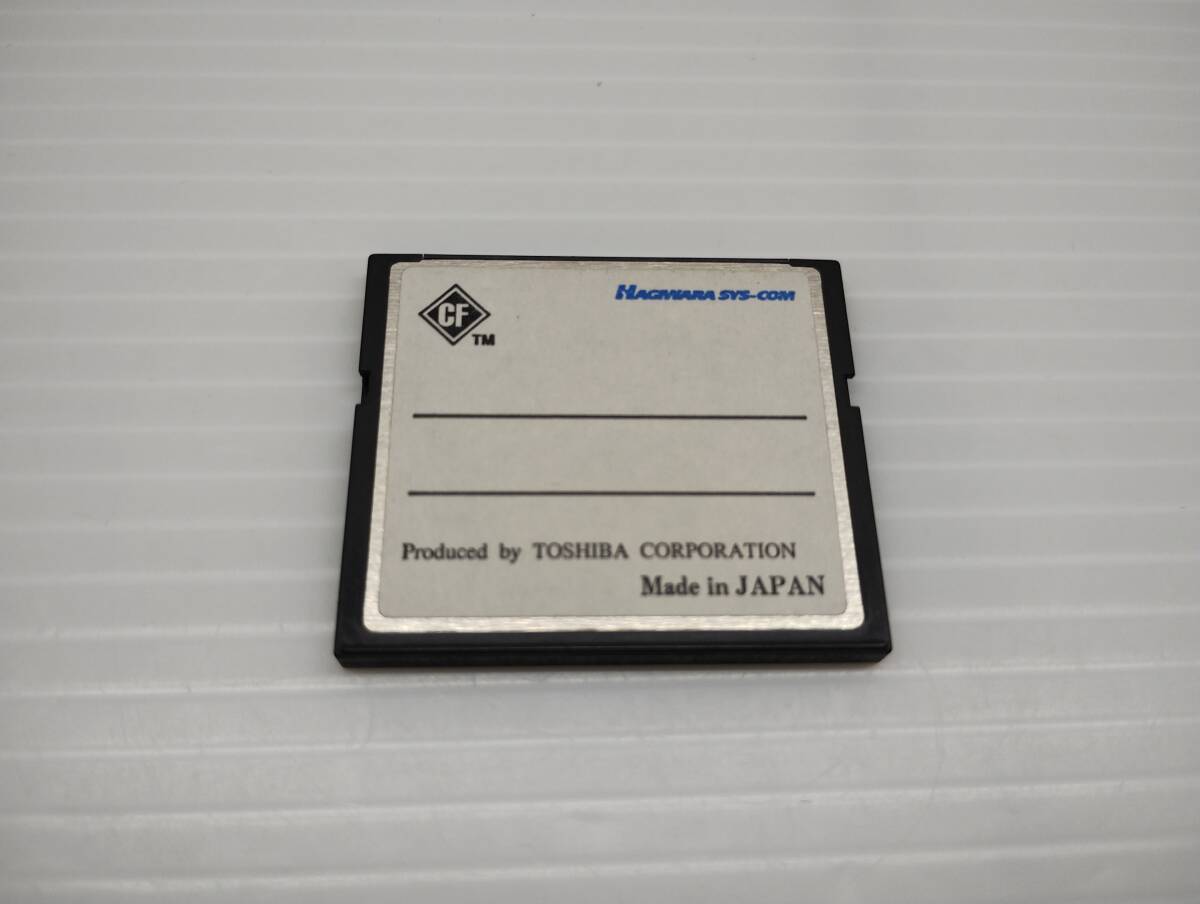 CF TM
HAGIWARA SYS-COM
Produced by TOSHIBA CORPORATION
Made in JAPAN